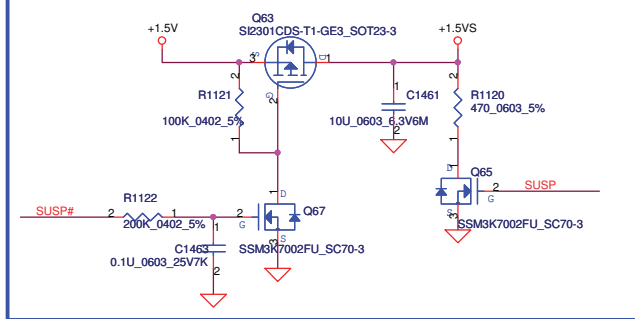 Q63
+1.5V
SI2301CDS-T1-GE3_SOT23-3
+1.5VS
3
S
D
1
G
2
2
R1121
100K_0402_5%
1
1
C1461
10U_0603_6.3V6M
2
2
R1120
470_0603_5%
1
D
1
Q65
2
G
SUSP
S
3
SSM3K7002FU_SC70-3
1
D
Q67
2
G
S
3
SSM3K7002FU_SC70-3
SUSP#
2
R1122
1
200K_0402_5%
1
C1463
0.1U_0603_25V7K
2